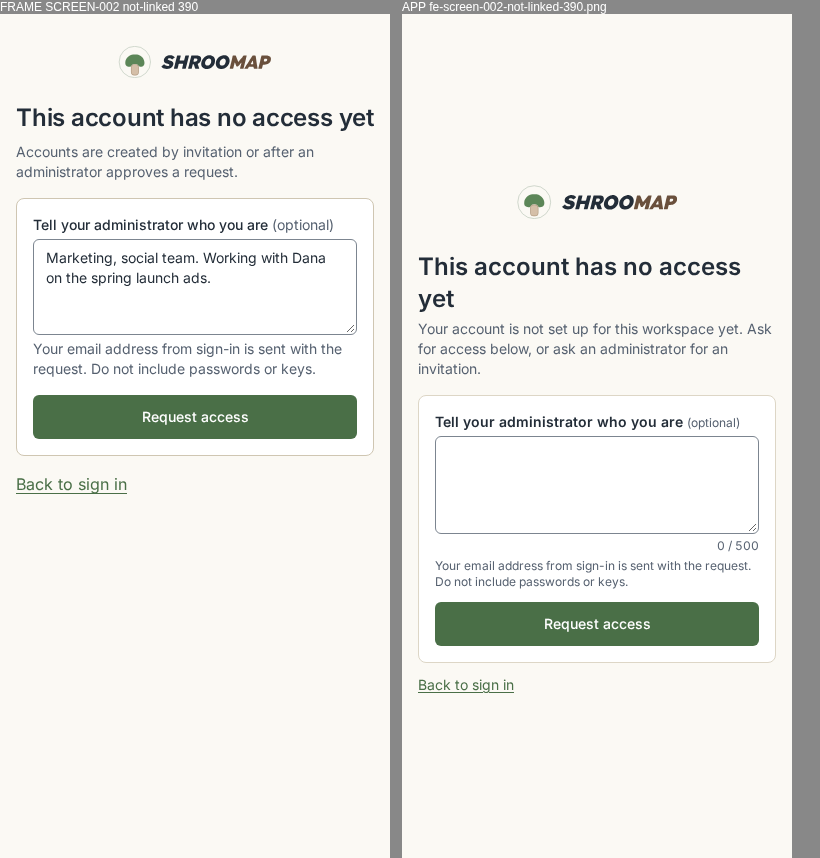 FRAME SCREEN-002 not-linked 390
SHROOMAP
This account has no access yet
Accounts are created by invitation or after an
administrator approves a request.
Tell your administrator who you are (optional)
Marketing, social team. Working with Dana
on the spring launch ads.
Your email address from sign-in is sent with the
request. Do not include passwords or keys.
Request access
Back to sign in
APP fe-screen-002-not-linked-390.png
SHROOMAP
This account has no access
yet
Your account is not set up for this workspace yet. Ask
for access below, or ask an administrator for an
invitation.
Tell your administrator who you are (optional)
0 / 500
Your email address from sign-in is sent with the request.
Do not include passwords or keys.
Request access
Back to sign in